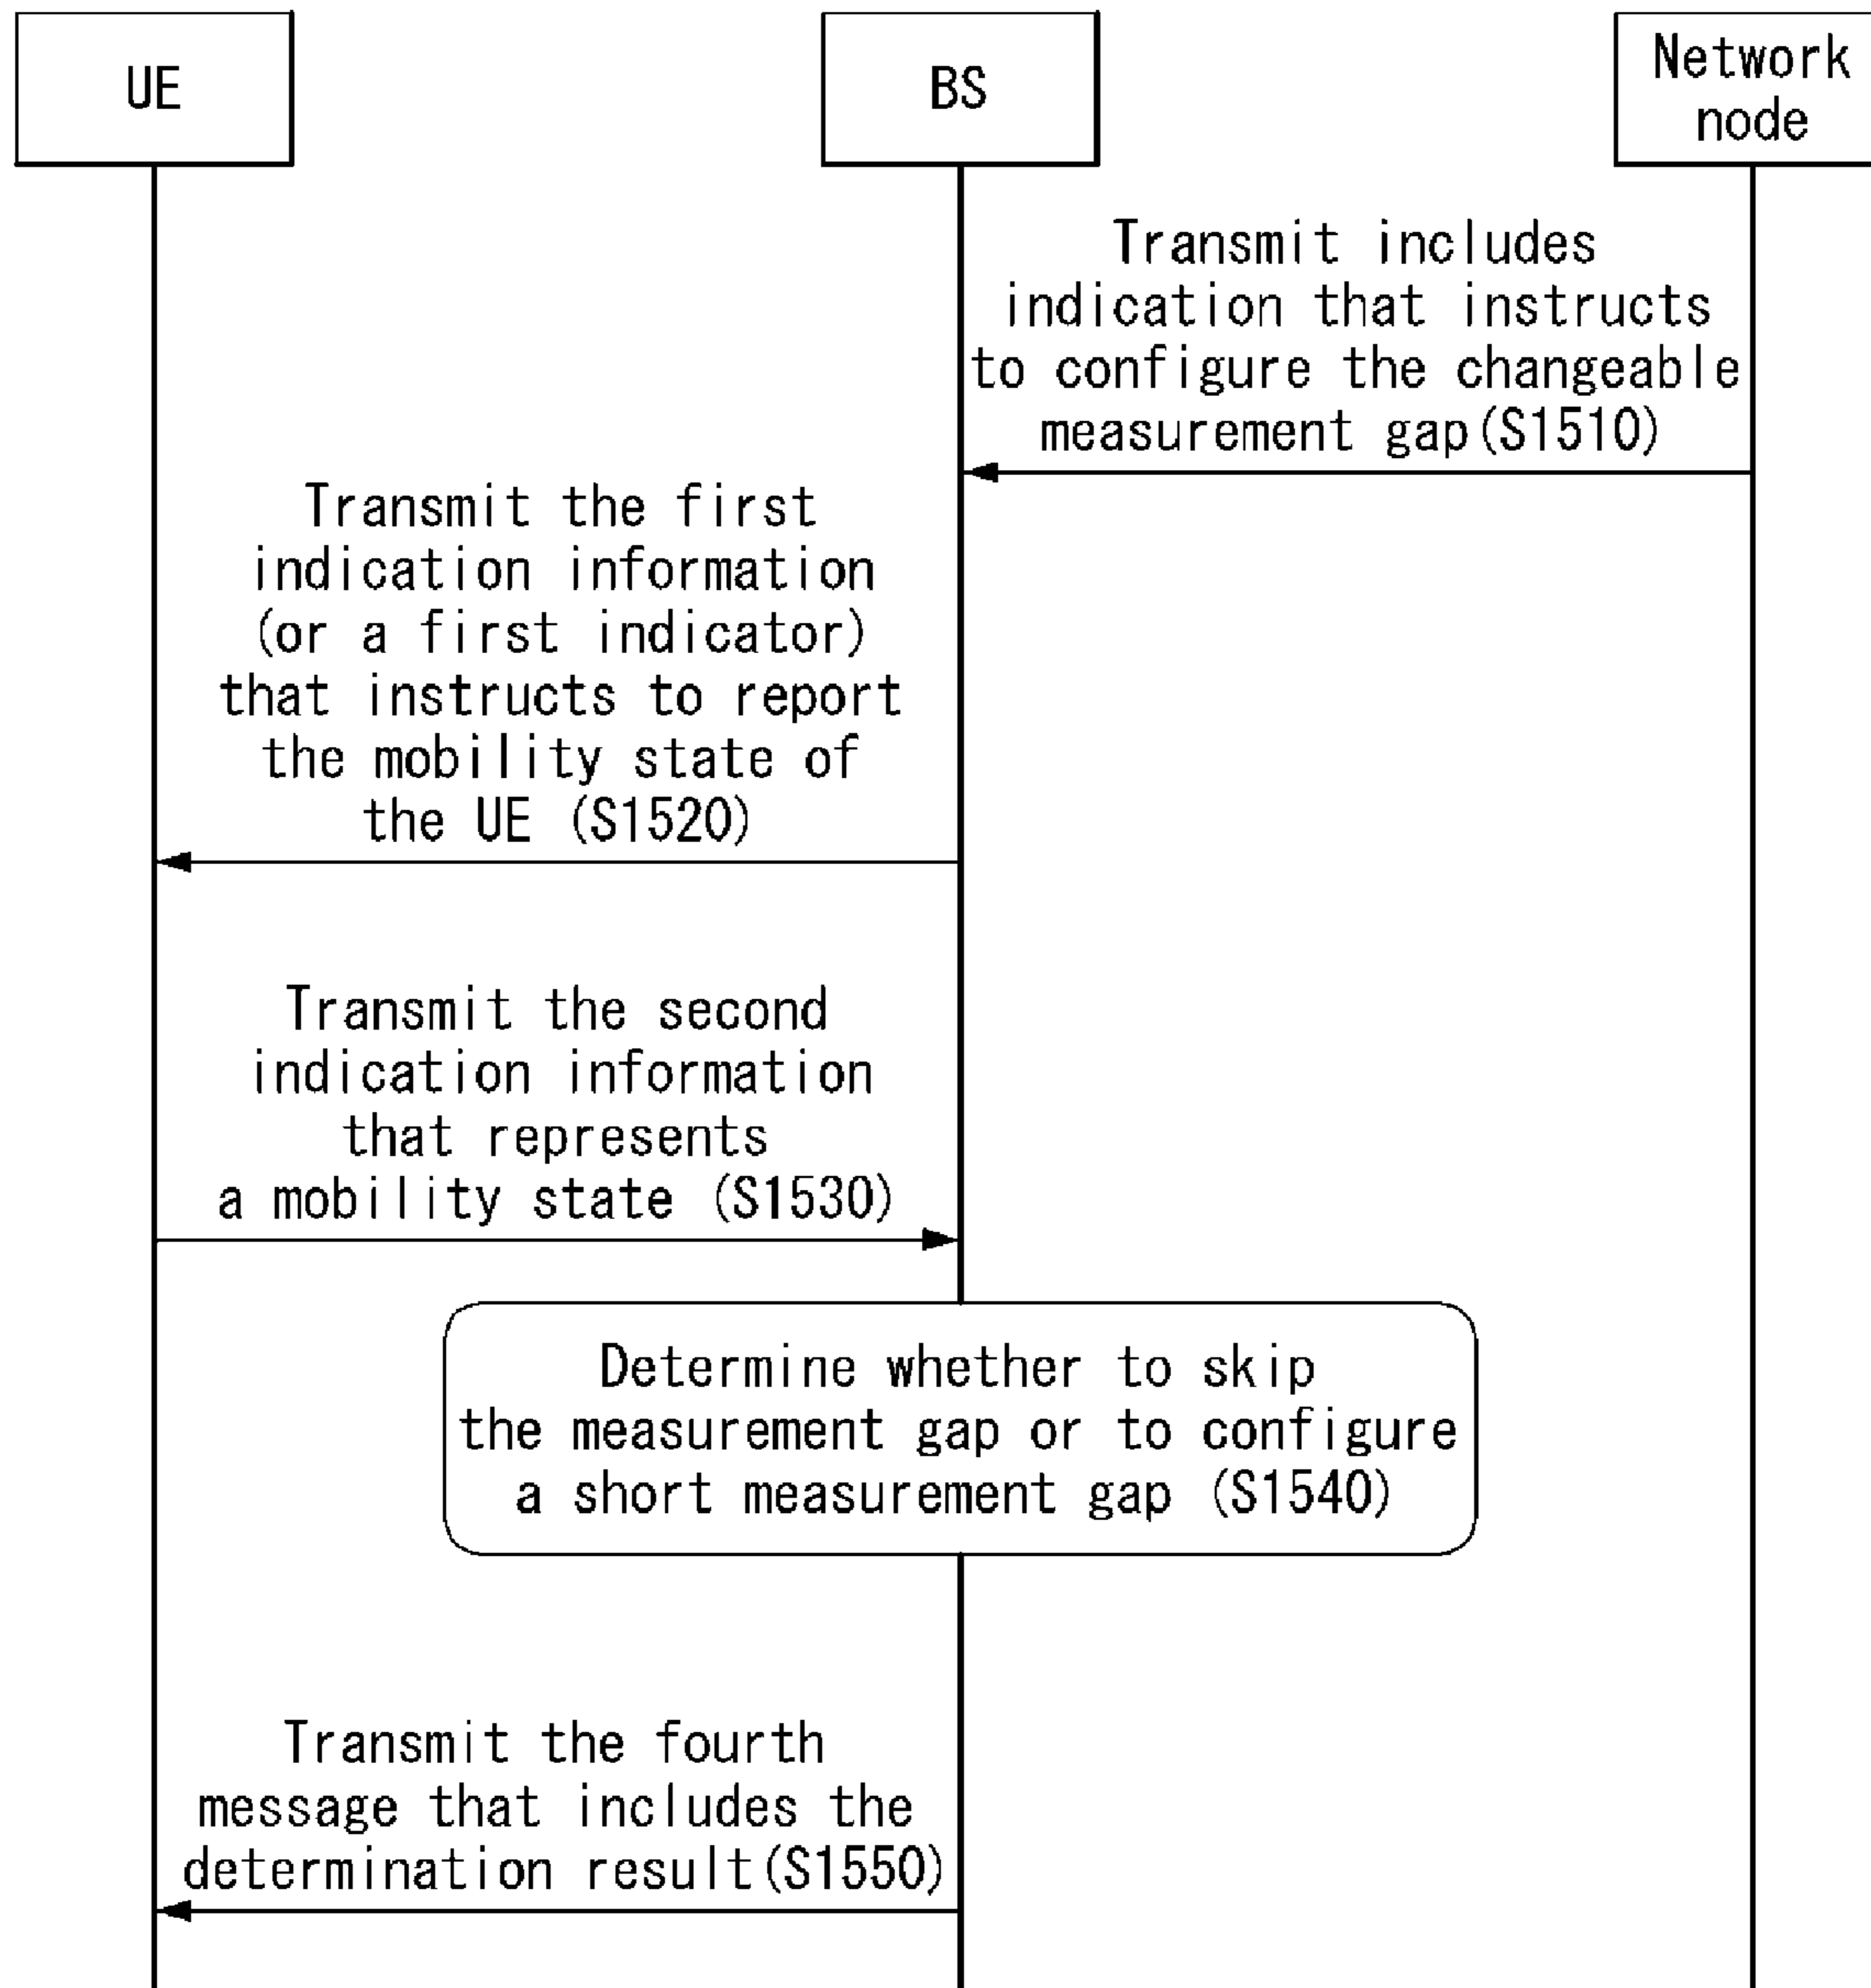 UE
BS
Network
node
Transmit includes
indication that instructs
to configure the changeable
measurement gap(S1510)
Transmit the first
indication information
(or a first indicator)
that instructs to report
the mobility state of
the UE (S1520)
Transmit the second
indication information
that represents
a mobility state (S1530)
Determine whether to skip
the measurement gap or to configure
a short measurement gap (S1540)
Transmit the fourth
message that includes the
determination result(S1550)